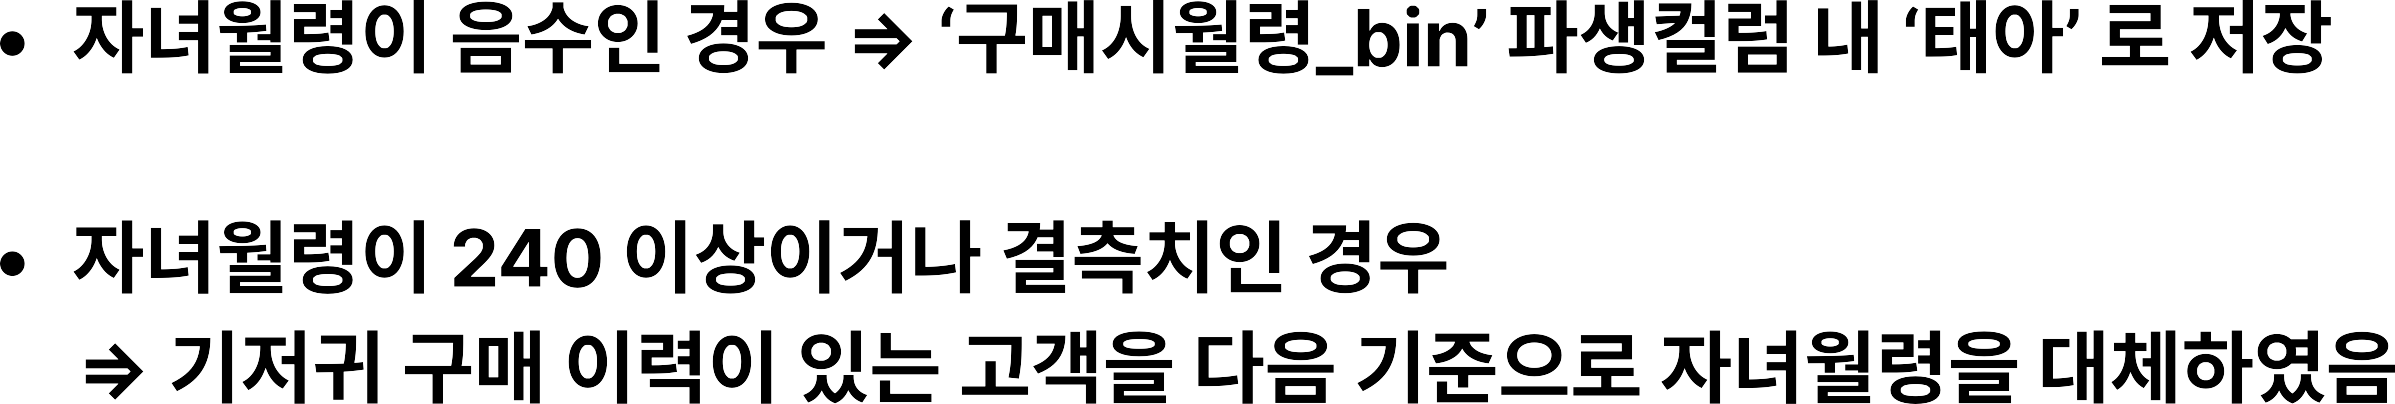 • 자녀월령이 음수인 경우 ⇒ ‘구매시월령_bin’ 파생컬럼 내 ‘태아’ 로 저장
• 자녀월령이 240 이상이거나 결측치인 경우
⇒ 기저귀 구매 이력이 있는 고객을 다음 기준으로 자녀월령을 대체하였음